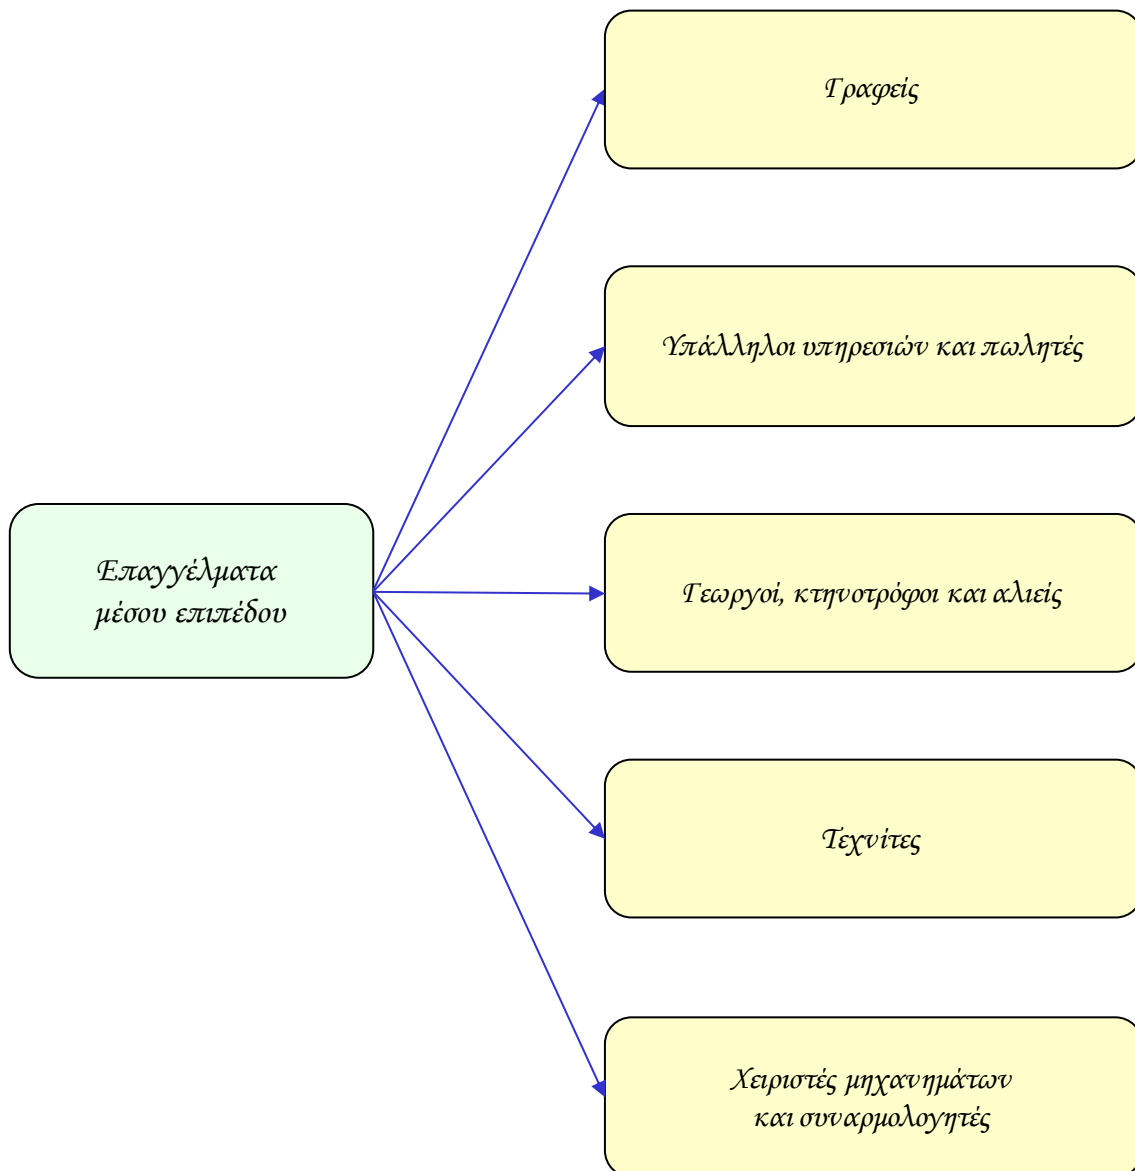 Γραφείς
Υπάλληλοι υπηρεσιών και πωλητές
Επαγγέλματα
μέσου επιπέδου
Γεωργοί, κτηνοτρόφοι και αλιείς
Τεχνίτες
Χειριστές μηχανημάτων
και συναρμολογητές